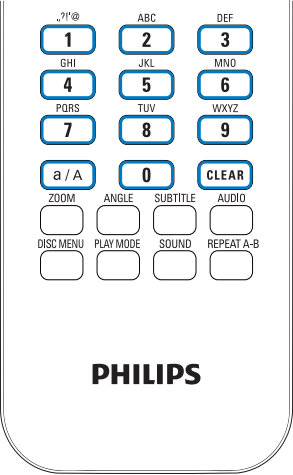 .,?!'@ ABC DEF
1 2 3
GHI JKL MNO
4 5 6
PQRS TUV WXYZ
7 8 9
a / A 0 CLEAR
ZOOM ANGLE SUBTITLE AUDIO
DISC MENU PLAY MODE SOUND REPEAT A-B
PHILIPS